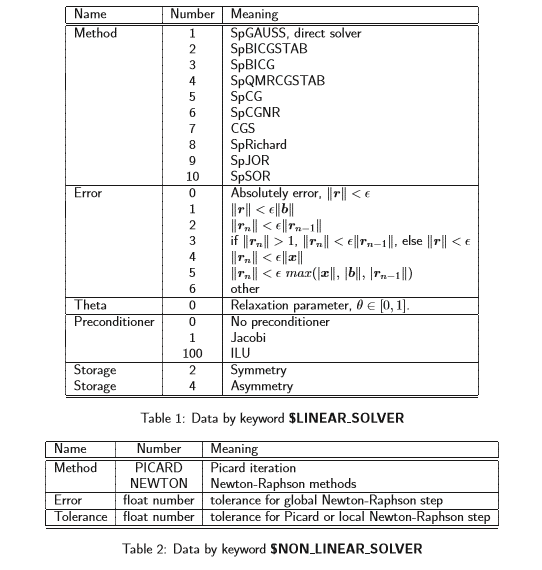 Name Number Meaning
Method 1 SpGAUSS, direct solver
2 SpBICGSTAB
3 SpBICG
4 SpQMRCGSTAB
5 SpCG
6 SpCGNR
7 CGS
8 SpRichard
9 SpJOR
10 SpSOR
Error 0 Absolutely error, ‖r‖ < ϵ
1 ‖r‖ < ϵ‖b‖
2 ‖rₙ‖ < ϵ‖rₙ₋₁‖
3 if ‖rₙ‖ > 1, ‖rₙ‖ < ϵ‖rₙ₋₁‖, else ‖r‖ < ϵ
4 ‖rₙ‖ < ϵ‖x‖
5 ‖rₙ‖ < ϵ max(‖x‖, ‖b‖, ‖rₙ₋₁‖)
6 other
Theta 0 Relaxation parameter, θ ∈ [0, 1].
Preconditioner 0 No preconditioner
1 Jacobi
100 ILU
Storage 2 Symmetry
Storage 4 Asymmetry
Table 1: Data by keyword $LINEAR_SOLVER
Name Number Meaning
Method PICARD Picard iteration
NEWTON Newton-Raphson methods
Error float number tolerance for global Newton-Raphson step
Tolerance float number tolerance for Picard or local Newton-Raphson step
Table 2: Data by keyword $NON_LINEAR_SOLVER